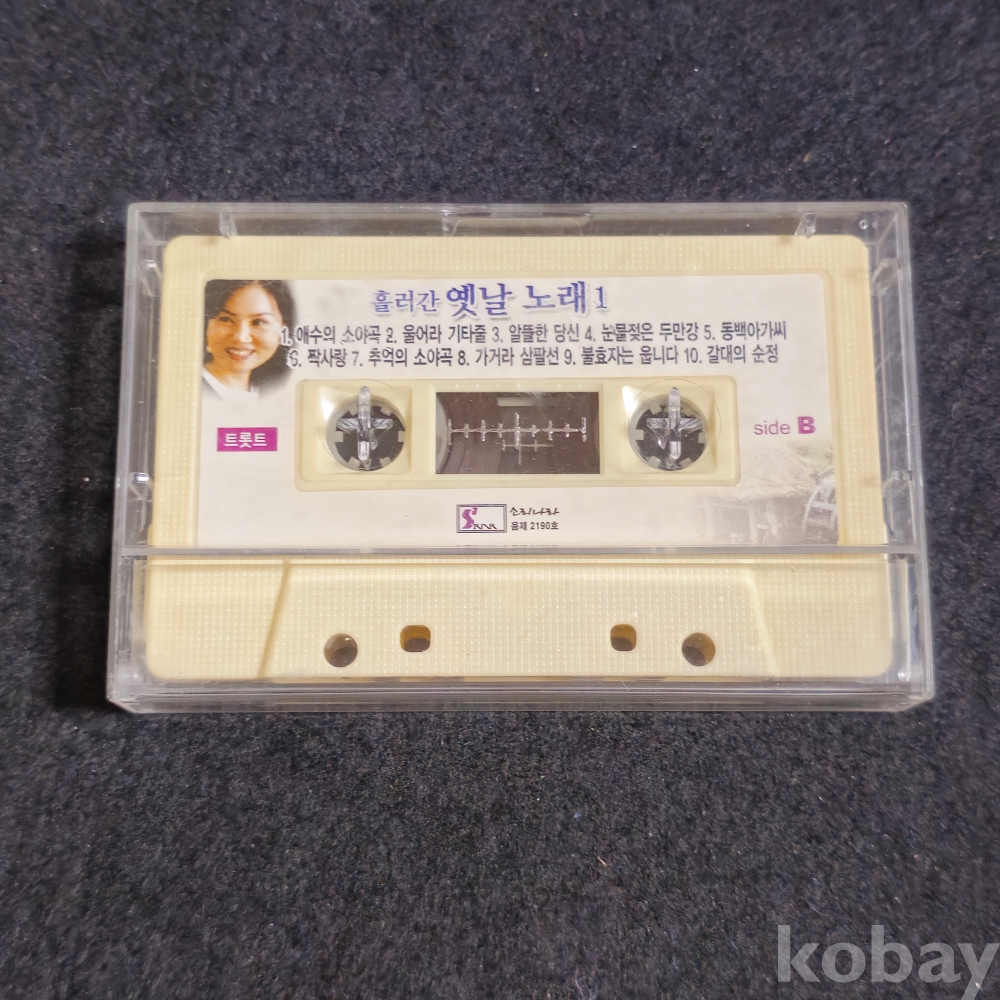 흘러간 옛날 노래 1
1. 애수의 소야곡 2. 울어라 기타줄 3. 알뜰한 당신 4. 눈물젖은 두만강 5. 동백아가씨
6. 짝사랑 7. 추억의 소야곡 8. 가거라 삼팔선 9. 불효자는 웁니다 10. 갈대의 순정
트롯트
side B
소리나라
음제 2190호
kobay